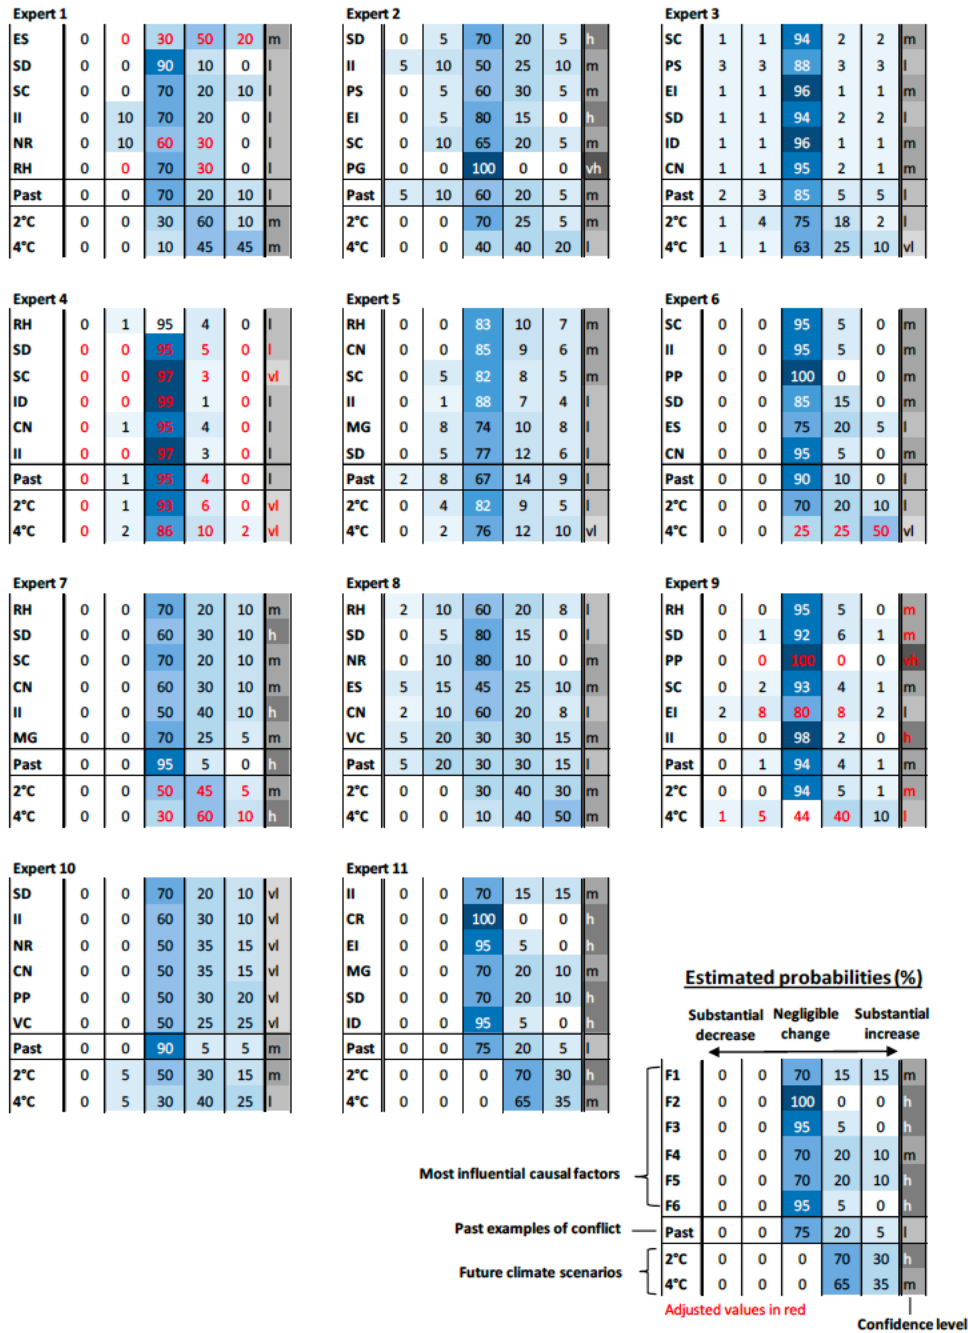 Expert 1
ES 0 0 30 50 20 m
SD 0 0 90 10 0 l
SC 0 0 70 20 10 l
II 0 10 70 20 0 l
NR 0 10 60 30 0 l
RH 0 0 70 30 0 l
Past 0 0 70 20 10 l
2°C 0 0 30 60 10 m
4°C 0 0 10 45 45 m
Expert 2
SD 0 5 70 20 5 h
II 5 10 50 25 10 m
PS 0 5 60 30 5 m
EI 0 5 80 15 0 h
SC 0 10 65 20 5 m
PG 0 0 100 0 0 vh
Past 5 10 60 20 5 m
2°C 0 0 70 25 5 m
4°C 0 0 40 40 20 l
Expert 3
SC 1 1 94 2 2 m
PS 3 3 88 3 3 l
EI 1 1 96 1 1 m
SD 1 1 94 2 2 l
ID 1 1 96 1 1 m
CN 1 1 95 2 1 m
Past 2 3 85 5 5 l
2°C 1 4 75 18 2 l
4°C 1 1 63 25 10 vl
Expert 4
RH 0 1 95 4 0 l
SD 0 0 95 5 0 l
SC 0 0 97 3 0 vl
ID 0 0 99 1 0 l
CN 0 1 95 4 0 l
II 0 0 97 3 0 l
Past 0 1 95 4 0 l
2°C 0 1 93 6 0 vl
4°C 0 2 86 10 2 vl
Expert 5
RH 0 0 83 10 7 m
CN 0 0 85 9 6 m
SC 0 5 82 8 5 m
II 0 1 88 7 4 l
MG 0 8 74 10 8 l
SD 0 5 77 12 6 l
Past 2 8 67 14 9 l
2°C 0 4 82 9 5 l
4°C 0 2 76 12 10 vl
Expert 6
SC 0 0 95 5 0 m
II 0 0 95 5 0 m
PP 0 0 100 0 0 m
SD 0 0 85 15 0 m
ES 0 0 75 20 5 l
CN 0 0 95 5 0 m
Past 0 0 90 10 0 l
2°C 0 0 70 20 10 l
4°C 0 0 25 25 50 vl
Expert 7
RH 0 0 70 20 10 m
SD 0 0 60 30 10 h
SC 0 0 70 20 10 m
CN 0 0 60 30 10 m
II 0 0 50 40 10 h
MG 0 0 70 25 5 m
Past 0 0 95 5 0 h
2°C 0 0 50 45 5 m
4°C 0 0 30 60 10 h
Expert 8
RH 2 10 60 20 8 l
SD 0 5 80 15 0 l
NR 0 10 80 10 0 m
ES 5 15 45 25 10 m
CN 2 10 60 20 8 l
VC 5 20 30 30 15 m
Past 5 20 30 30 15 l
2°C 0 0 30 40 30 m
4°C 0 0 10 40 50 m
Expert 9
RH 0 0 95 5 0 m
SD 0 1 92 6 1 m
PP 0 0 100 0 0 vh
SC 0 2 93 4 1 m
EI 2 8 80 8 2 l
II 0 0 98 2 0 h
Past 0 1 94 4 1 m
2°C 0 0 94 5 1 m
4°C 1 5 44 40 10 l
Expert 10
SD 0 0 70 20 10 vl
II 0 0 60 30 10 vl
NR 0 0 50 35 15 vl
CN 0 0 50 35 15 vl
PP 0 0 50 30 20 vl
VC 0 0 50 25 25 vl
Past 0 0 90 5 5 m
2°C 0 5 50 30 15 m
4°C 0 5 30 40 25 l
Expert 11
II 0 0 70 15 15 m
CR 0 0 100 0 0 h
EI 0 0 95 5 0 h
MG 0 0 70 20 10 m
SD 0 0 70 20 10 h
ID 0 0 95 5 0 h
Past 0 0 75 20 5 l
2°C 0 0 0 70 30 h
4°C 0 0 0 65 35 m
Estimated probabilities (%)
Substantial decrease
Negligible change
Substantial increase
F1 0 0 70 15 15 m
F2 0 0 100 0 0 h
F3 0 0 95 5 0 h
F4 0 0 70 20 10 m
F5 0 0 70 20 10 h
F6 0 0 95 5 0 h
Past 0 0 75 20 5 l
2°C 0 0 0 70 30 h
4°C 0 0 0 65 35 m
Most influential causal factors
Past examples of conflict
Future climate scenarios
Adjusted values in red
Confidence level